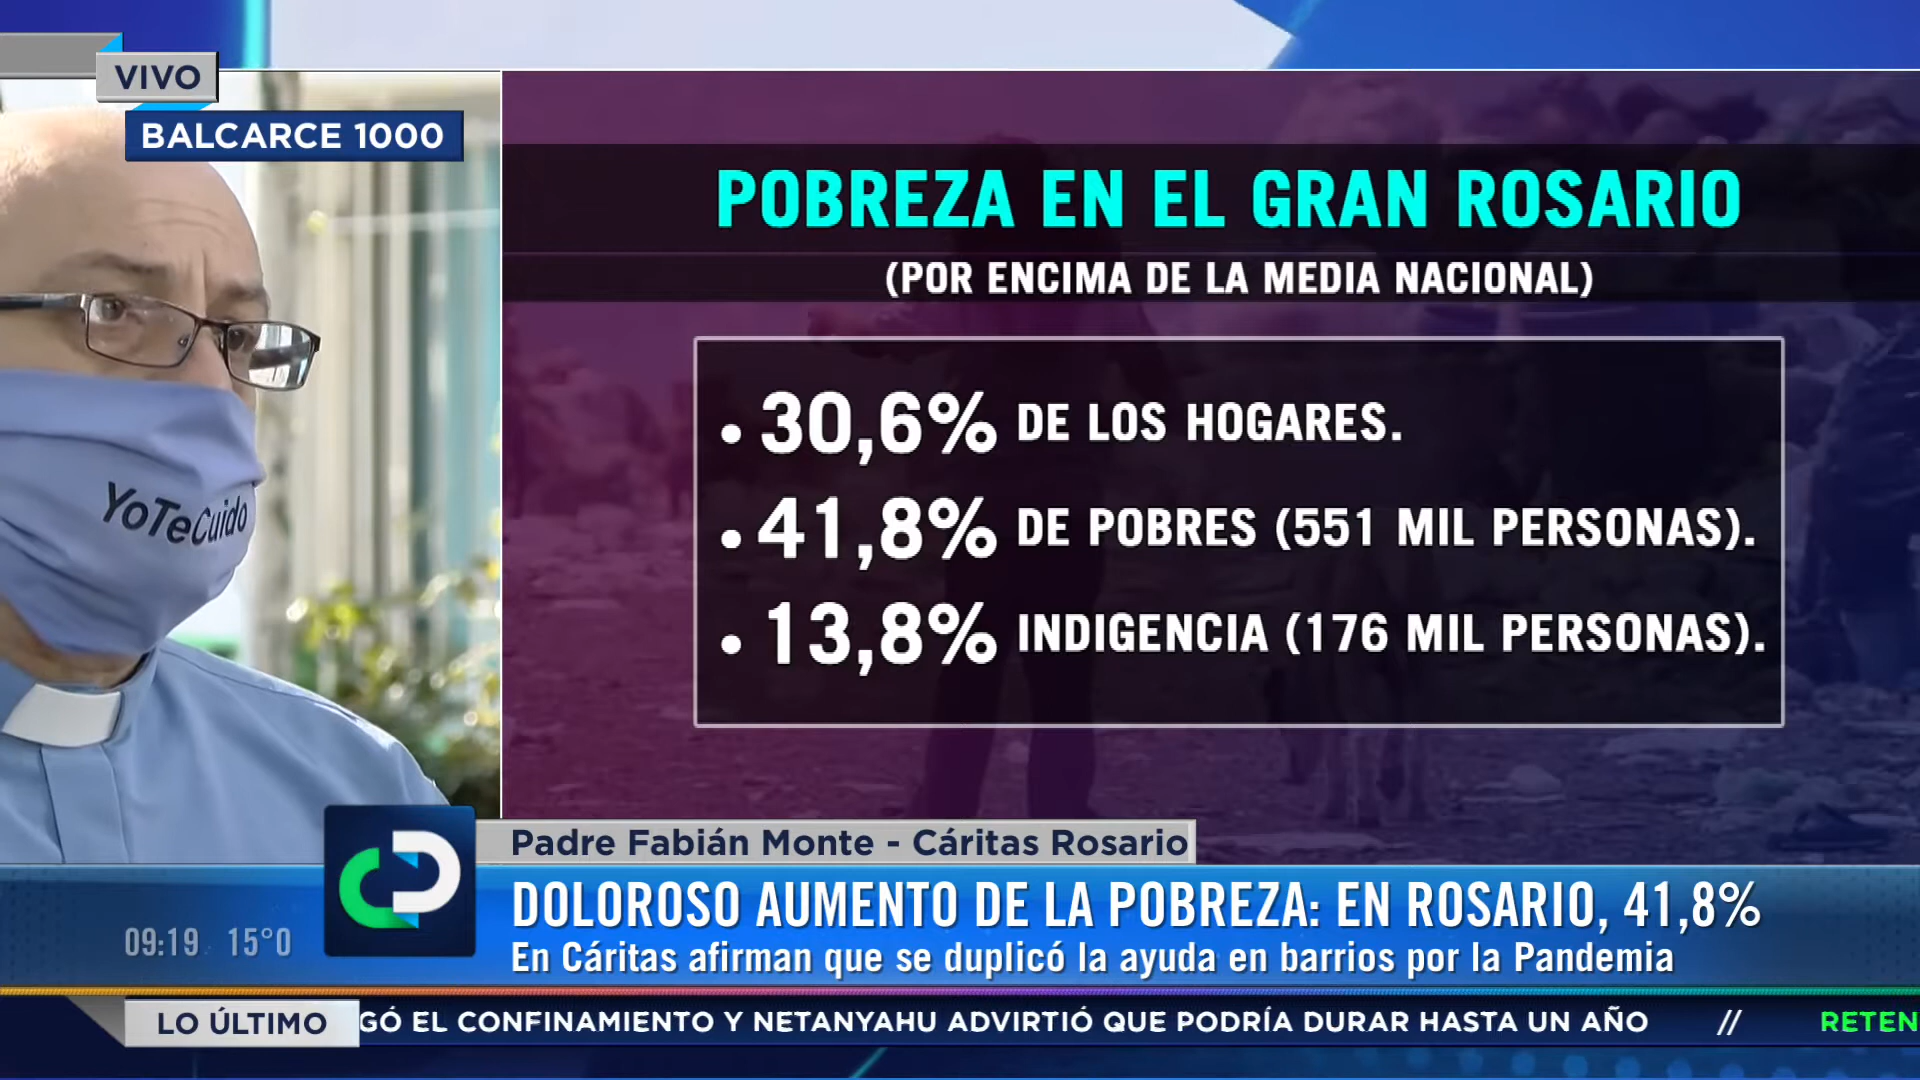 VIVO
BALCARCE 1000
POBREZA EN EL GRAN ROSARIO
(POR ENCIMA DE LA MEDIA NACIONAL)
• 30,6% DE LOS HOGARES.
• 41,8% DE POBRES (551 MIL PERSONAS).
• 13,8% INDIGENCIA (176 MIL PERSONAS).
YoTeCuido
Padre Fabián Monte - Cáritas Rosario
DOLOROSO AUMENTO DE LA POBREZA: EN ROSARIO, 41,8%
En Cáritas afirman que se duplicó la ayuda en barrios por la Pandemia
09:19 15°0
LO ÚLTIMO GÓ EL CONFINAMIENTO Y NETANYAHU ADVIRTIÓ QUE PODRÍA DURAR HASTA UN AÑO // RETEN